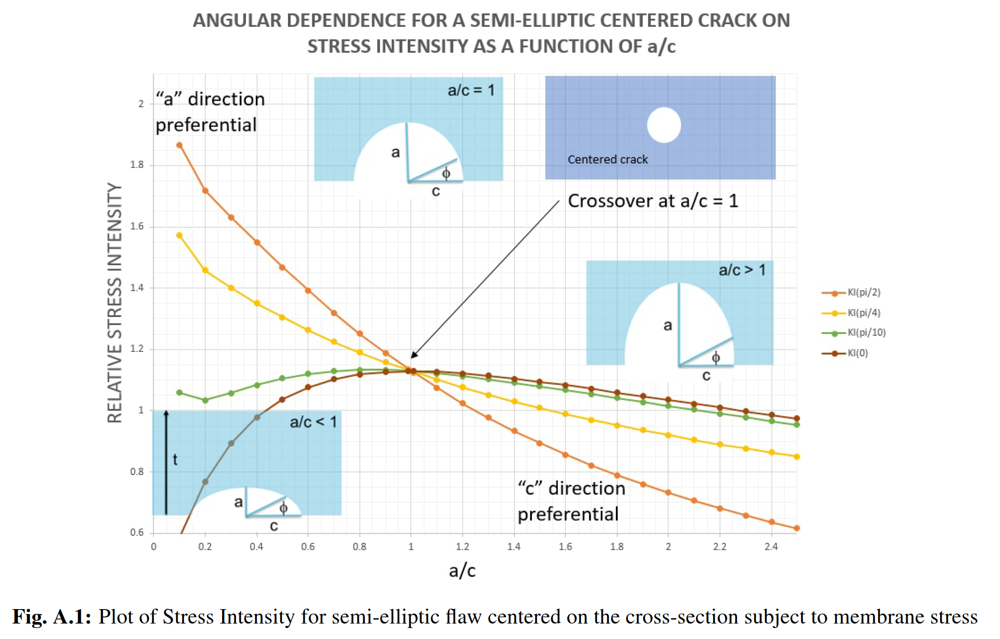 ANGULAR DEPENDENCE FOR A SEMI-ELLIPTIC CENTERED CRACK ON
STRESS INTENSITY AS A FUNCTION OF a/c
RELATIVE STRESS INTENSITY
2
1.8
1.6
1.4
1.2
1
0.8
0.6
“a” direction
preferential
a/c = 1
a
ϕ
c
Centered crack
Crossover at a/c = 1
a/c > 1
a
ϕ
c
KI(pi/2)
KI(pi/4)
KI(pi/10)
KI(0)
a/c < 1
t
a
ϕ
c
“c” direction
preferential
0 0.2 0.4 0.6 0.8 1 1.2 1.4 1.6 1.8 2 2.2 2.4
a/c
Fig. A.1: Plot of Stress Intensity for semi-elliptic flaw centered on the cross-section subject to membrane stress